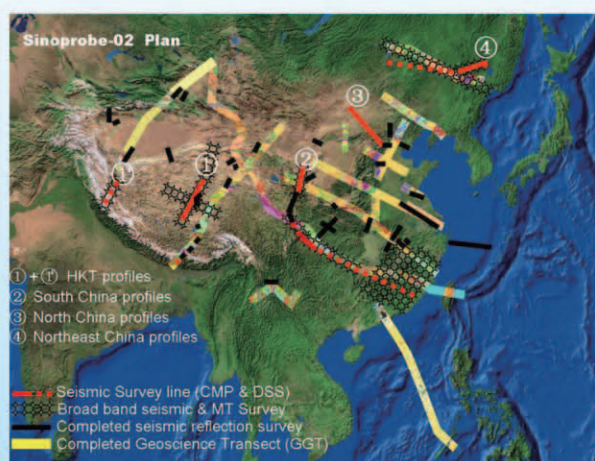 Sinoprobe-02 Plan
④
③
②
①
①'
①+①' HKT profiles
② South China profiles
③ North China profiles
④ Northeast China profiles
Seismic Survey line (CMP & DSS)
Broad band seismic & MT Survey
Completed seismic reflection survey
Completed Geoscience Transect (GGT)